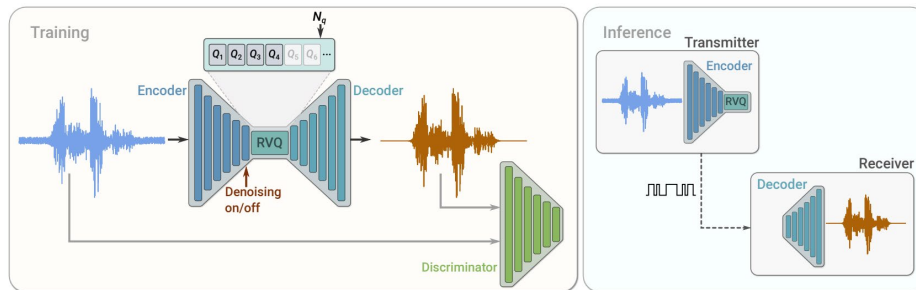 Training
N_q
Q_1 Q_2 Q_3 Q_4 Q_5 Q_6 ...
Encoder
Decoder
RVQ
Denoising
on/off
Discriminator
Inference
Transmitter
Encoder
RVQ
Receiver
Decoder